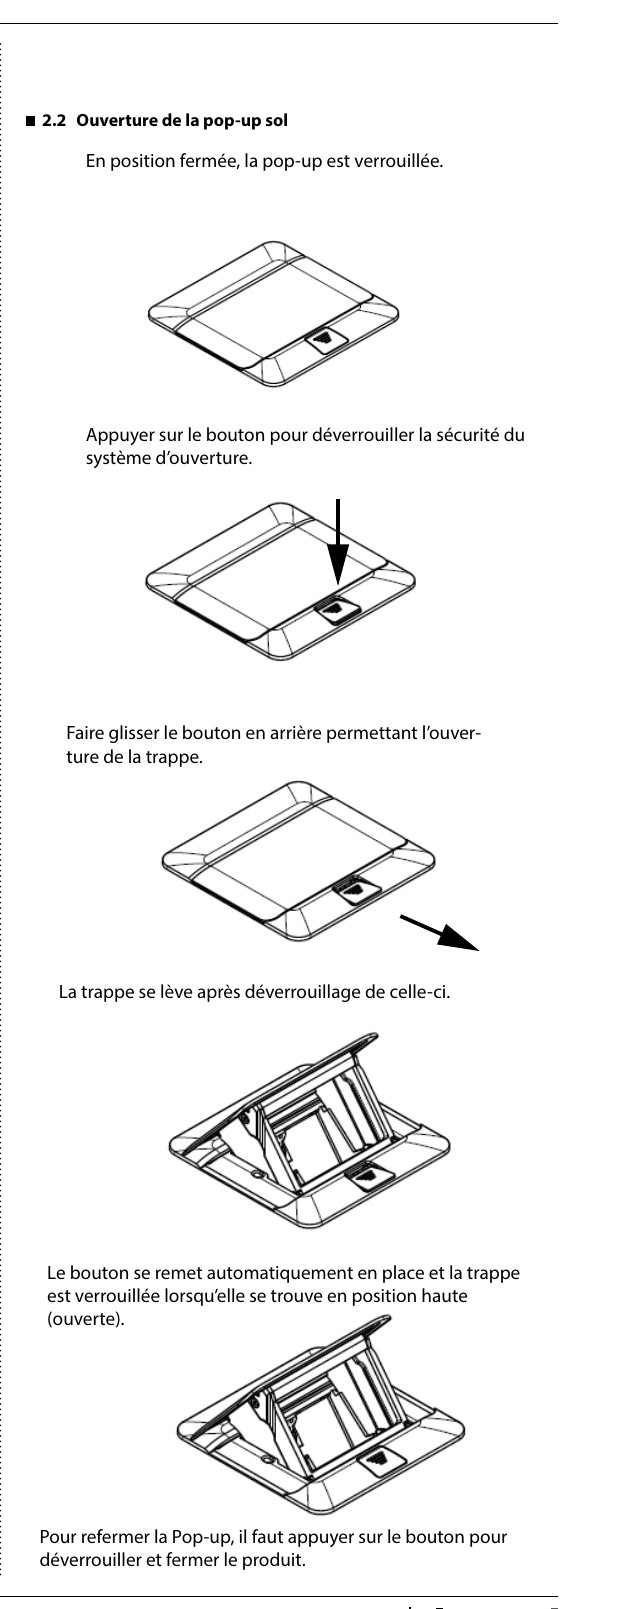 ■ 2.2 Ouverture de la pop-up sol
En position fermée, la pop-up est verrouillée.
Appuyer sur le bouton pour déverrouiller la sécurité du
système d’ouverture.
Faire glisser le bouton en arrière permettant l’ouver-
ture de la trappe.
La trappe se lève après déverrouillage de celle-ci.
Le bouton se remet automatiquement en place et la trappe
est verrouillée lorsqu’elle se trouve en position haute
(ouverte).
Pour refermer la Pop-up, il faut appuyer sur le bouton pour
déverrouiller et fermer le produit.